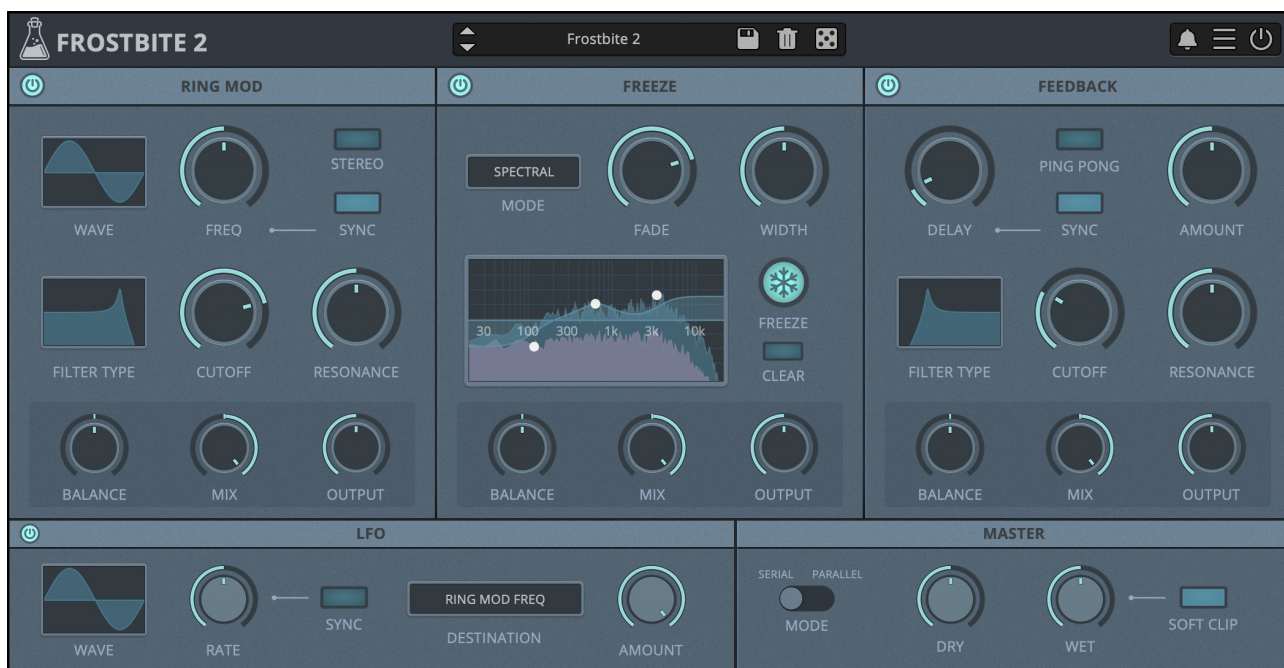 FROSTBITE 2
Frostbite 2
RING MOD
FREEZE
FEEDBACK
STEREO
WAVE
FREQ
SYNC
FILTER TYPE
CUTOFF
RESONANCE
BALANCE
MIX
OUTPUT
SPECTRAL
MODE
FADE
WIDTH
30 100 300 1k 3k 10k
FREEZE
CLEAR
BALANCE
MIX
OUTPUT
PING PONG
DELAY
SYNC
AMOUNT
FILTER TYPE
CUTOFF
RESONANCE
BALANCE
MIX
OUTPUT
LFO
WAVE
RATE
SYNC
RING MOD FREQ
DESTINATION
AMOUNT
MASTER
SERIAL PARALLEL
MODE
DRY
WET
SOFT CLIP